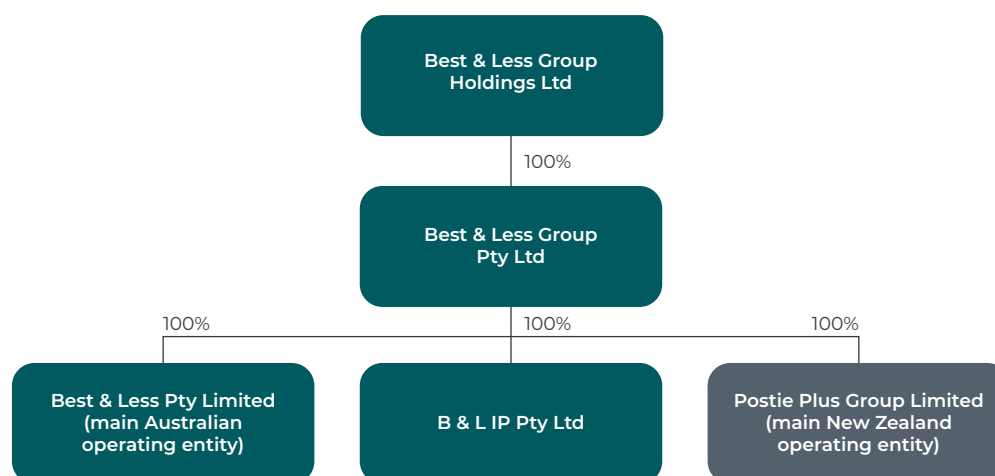 Best & Less Group
Holdings Ltd
100%
Best & Less Group
Pty Ltd
100%
100%
100%
Best & Less Pty Limited
(main Australian
operating entity)
B & L IP Pty Ltd
Postie Plus Group Limited
(main New Zealand
operating entity)